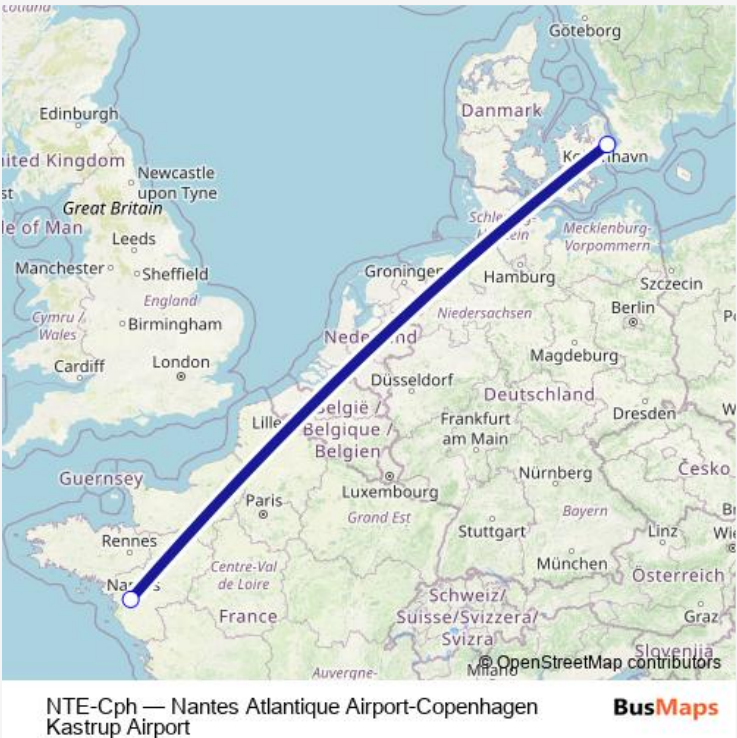 Göteborg
Edinburgh
Danmark
United Kingdom
Newcastle
upon Tyne
Great Britain
le of Man
Leeds
Mecklenburg-
Vorpommern
Manchester
Sheffield
Groningen
Hamburg
Szczecin
England
Cymru /
Wales
Birmingham
Niedersachsen
Berlin
Cardiff
London
Magdeburg
Düsseldorf
Deutschland
Lille
België /
Belgique /
Belgien
Frankfurt
am Main
Dresden
Guernsey
Paris
Luxembourg
Nürnberg
Česko
Grand Est
Bayern
Rennes
Stuttgart
Linz
München
Centre-Val
de Loire
Österreich
France
Schweiz/
Suisse/Svizzera/
Svizra
Graz
Slovenija
Auvergne-
Milano
© OpenStreetMap contributors
NTE-Cph — Nantes Atlantique Airport-Copenhagen
Kastrup Airport
BusMaps